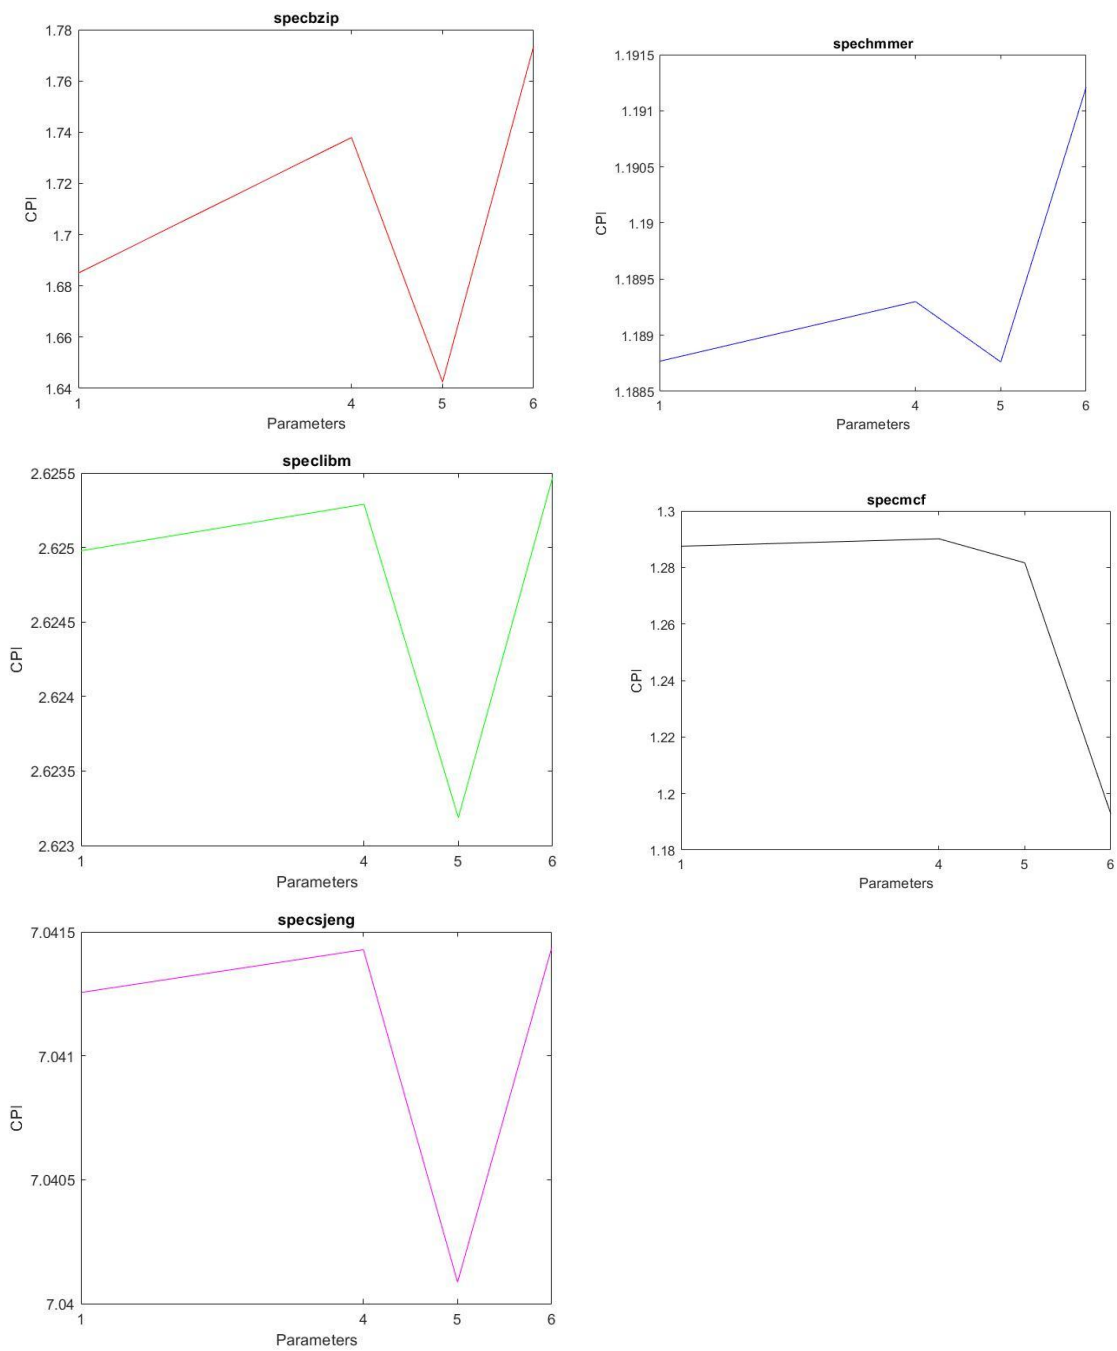 specbzip
1.78
1.76
1.74
1.72
1.7
1.68
1.66
1.64
CPI
1 4 5 6
Parameters
spechmmer
1.1915
1.191
1.1905
1.19
1.1895
1.189
1.1885
CPI
1 4 5 6
Parameters
speclibm
2.6255
2.625
2.6245
2.624
2.6235
2.623
CPI
1 4 5 6
Parameters
specmcf
1.3
1.28
1.26
1.24
1.22
1.2
1.18
CPI
1 4 5 6
Parameters
specsjeng
7.0415
7.041
7.0405
7.04
CPI
1 4 5 6
Parameters